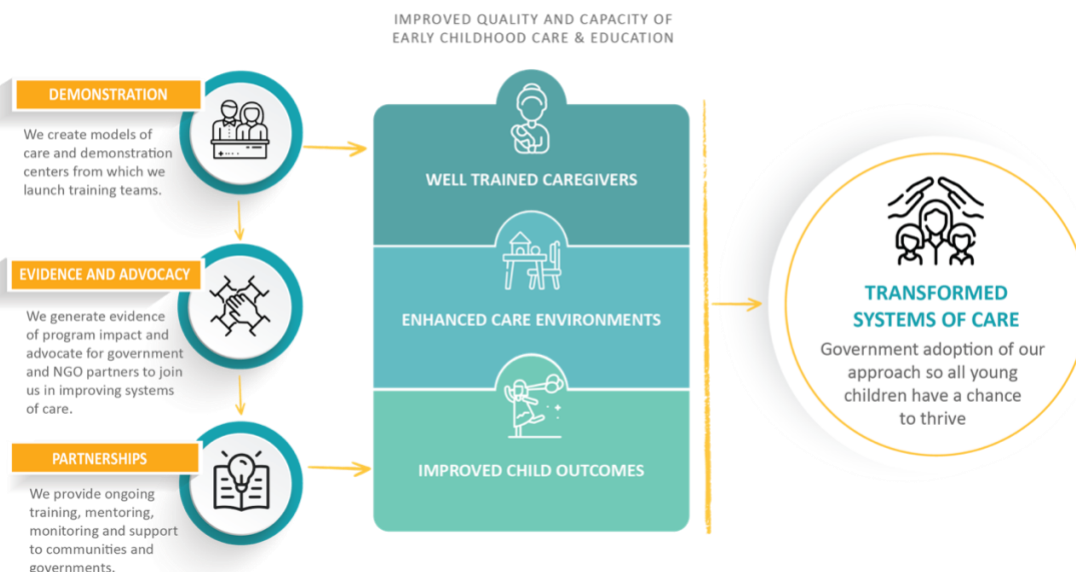 IMPROVED QUALITY AND CAPACITY OF
EARLY CHILDHOOD CARE & EDUCATION
DEMONSTRATION
We create models of
care and demonstration
centers from which we
launch training teams.
EVIDENCE AND ADVOCACY
We generate evidence
of program impact and
advocate for government
and NGO partners to join
us in improving systems
of care.
PARTNERSHIPS
We provide ongoing
training, mentoring,
monitoring and support
to communities and
governments.
WELL TRAINED CAREGIVERS
ENHANCED CARE ENVIRONMENTS
IMPROVED CHILD OUTCOMES
TRANSFORMED
SYSTEMS OF CARE
Government adoption of our
approach so all young
children have a chance
to thrive